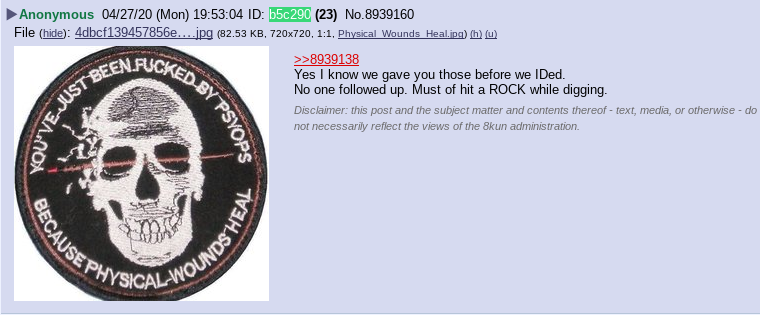 ▶Anonymous 04/27/20 (Mon) 19:53:04 ID: b5c290 (23) No.8939160
File (hide): 4dbcf139457856e….jpg (82.53 KB, 720x720, 1:1, Physical_Wounds_Heal.jpg) (h) (u)
>>8939138
Yes I know we gave you those before we IDed.
No one followed up. Must of hit a ROCK while digging.
Disclaimer: this post and the subject matter and contents thereof - text, media, or otherwise - do
not necessarily reflect the views of the 8kun administration.
YOU'VE JUST BEEN FUCKED BY PSYOPS
BECAUSE PHYSICAL WOUNDS HEAL